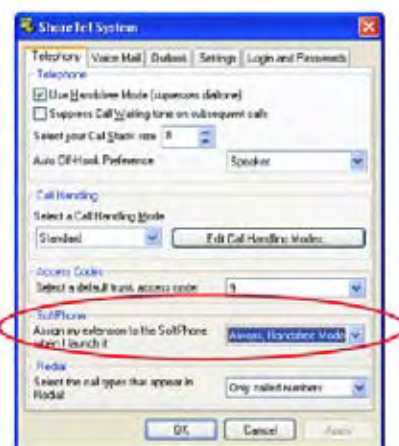 ShoreTel System
Telephony Voice Mail Outlook Settings Login and Passwords
Telephone
Use Handsfree Mode (supresses dialtone)
Suppress Call Waiting tone on subsequent calls
Select your Call Stack size 8
Auto Off-Hook Preference Speaker
Call Handling
Select a Call Handling Mode
Standard Edit Call Handling Modes...
Access Codes
Select a default trunk access code 9
SoftPhone
Assign my extension to the SoftPhone when I launch it Always, Handsfree Mode
Redial
Select the call types that appear in Redial Only called numbers
OK Cancel Apply